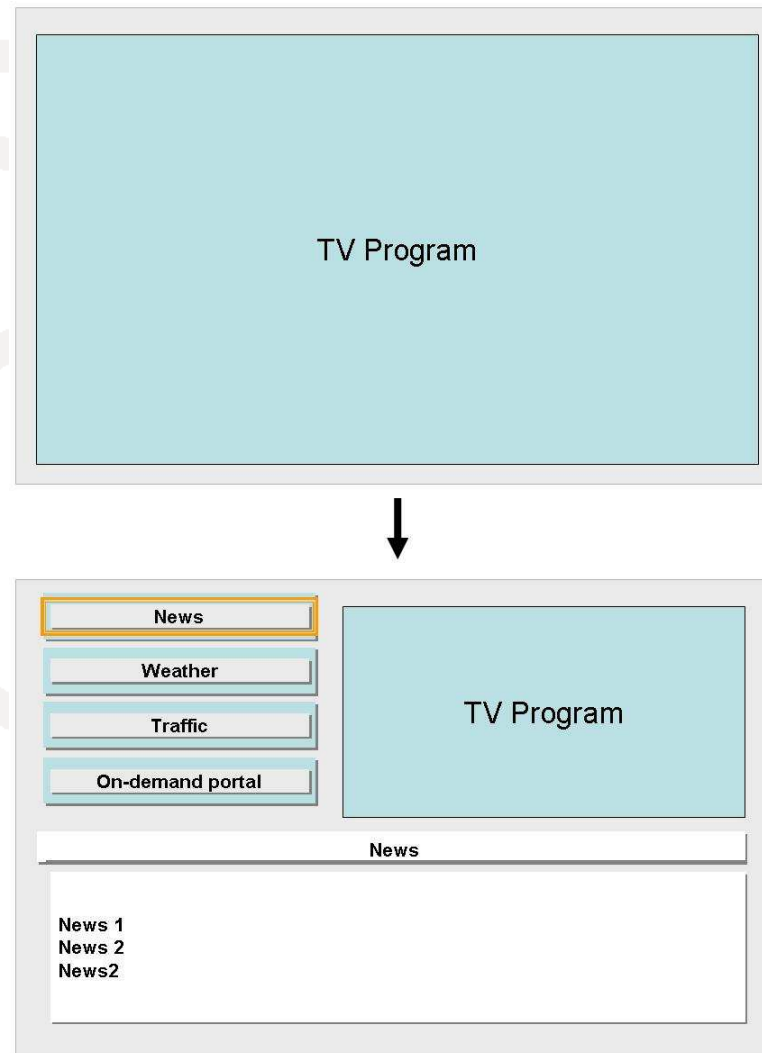 TV Program
News
Weather
Traffic
On-demand portal
TV Program
News
News 1
News 2
News2